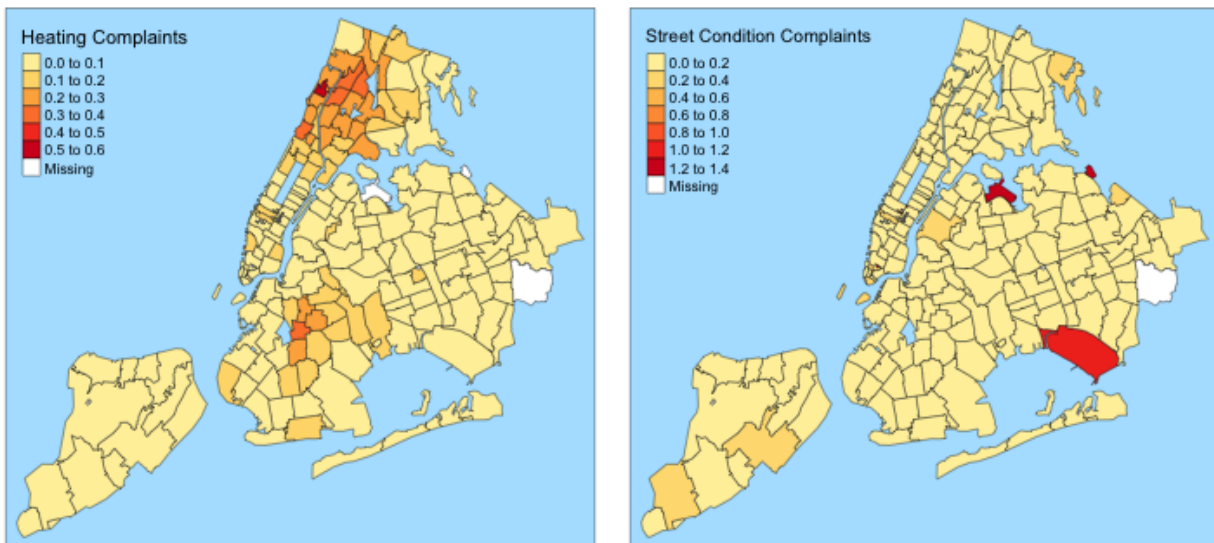 Heating Complaints
0.0 to 0.1
0.1 to 0.2
0.2 to 0.3
0.3 to 0.4
0.4 to 0.5
0.5 to 0.6
Missing
Street Condition Complaints
0.0 to 0.2
0.2 to 0.4
0.4 to 0.6
0.6 to 0.8
0.8 to 1.0
1.0 to 1.2
1.2 to 1.4
Missing